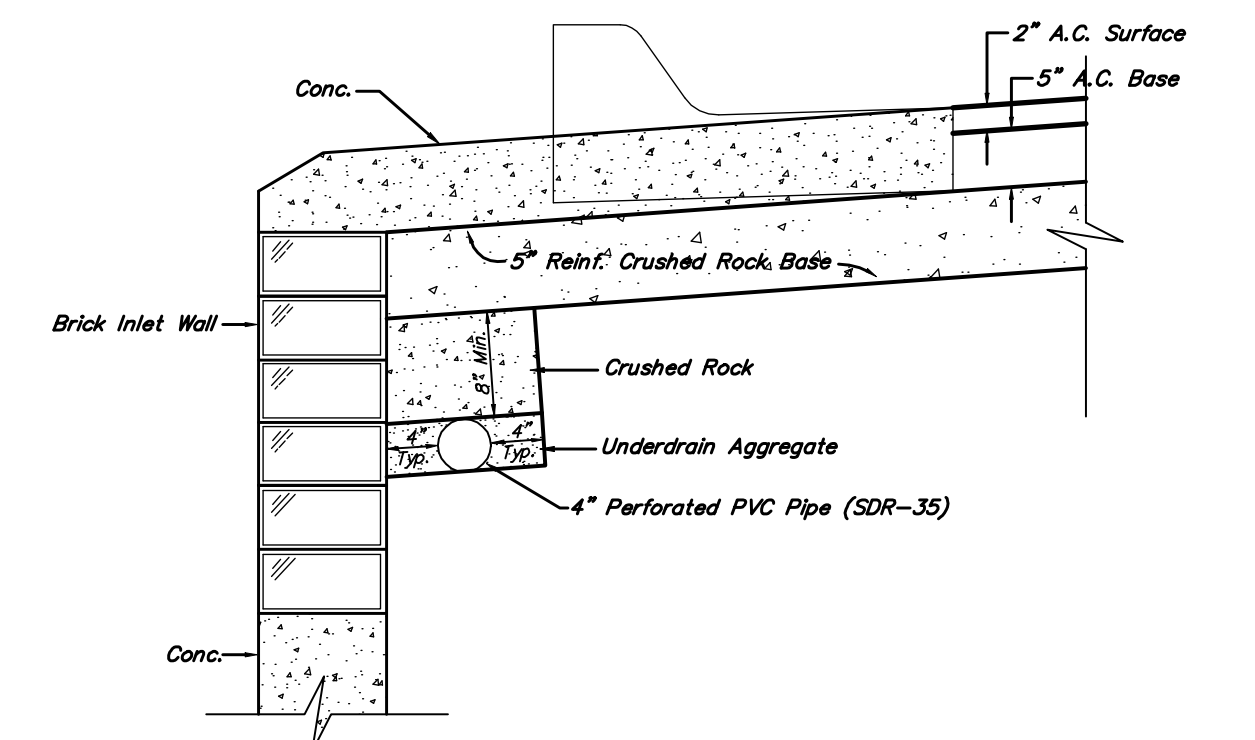 2" A.C. Surface
5" A.C. Base
Conc.
5" Reinf. Crushed Rock Base
Brick Inlet Wall
8" Min.
Crushed Rock
4"
Typ.
4"
Typ.
Underdrain Aggregate
4" Perforated PVC Pipe (SDR-35)
Conc.